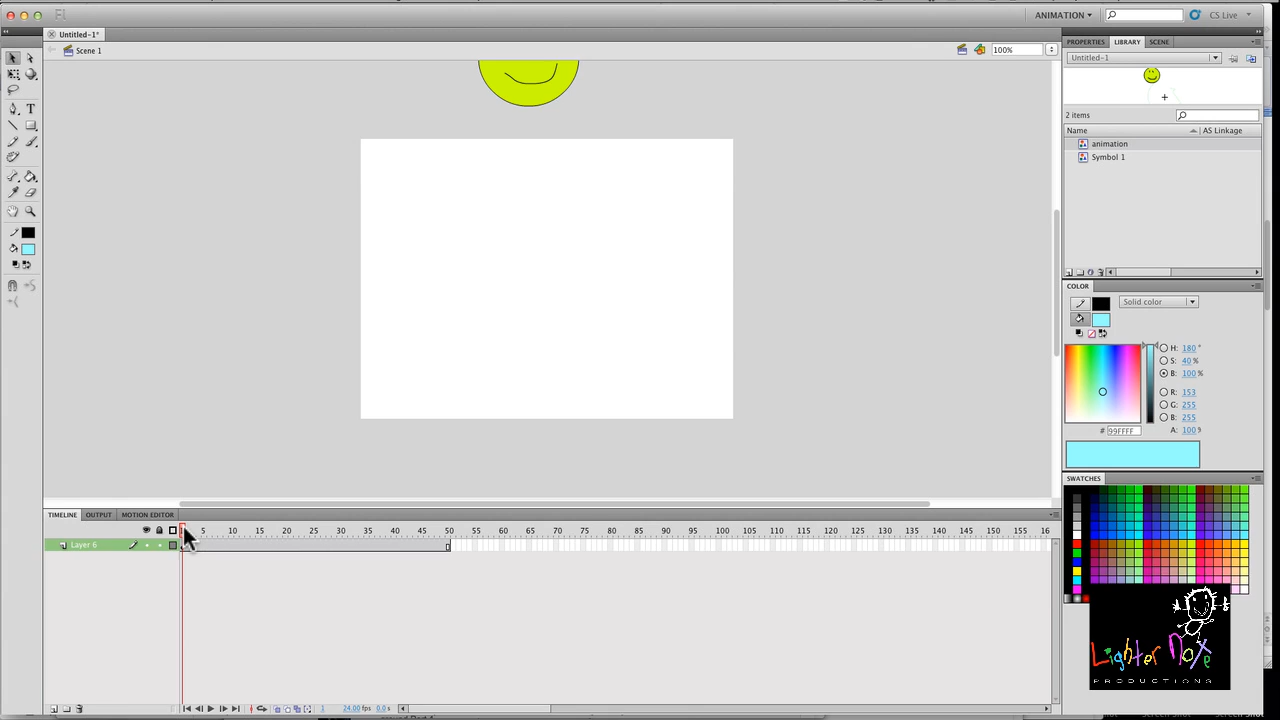 Fl
ANIMATION ▾
CS Live ▾
Untitled-1*
Scene 1
100%
PROPERTIES LIBRARY SCENE
Untitled-1
2 items
Name AS Linkage
animation
Symbol 1
COLOR
Solid color
H: 180 °
S: 40 %
B: 100 %
R: 153
G: 255
B: 255
# 99FFFF
A: 100 %
SWATCHES
TIMELINE OUTPUT MOTION EDITOR
5 10 15 20 25 30 35 40 45 50 55 60 65 70 75 80 85 90 95 100 105 110 115 120 125 130 135 140 145 150 155 16
Layer 6
1 24.00 fps 0.0 s
Lighter Note
PRODUCTIONS